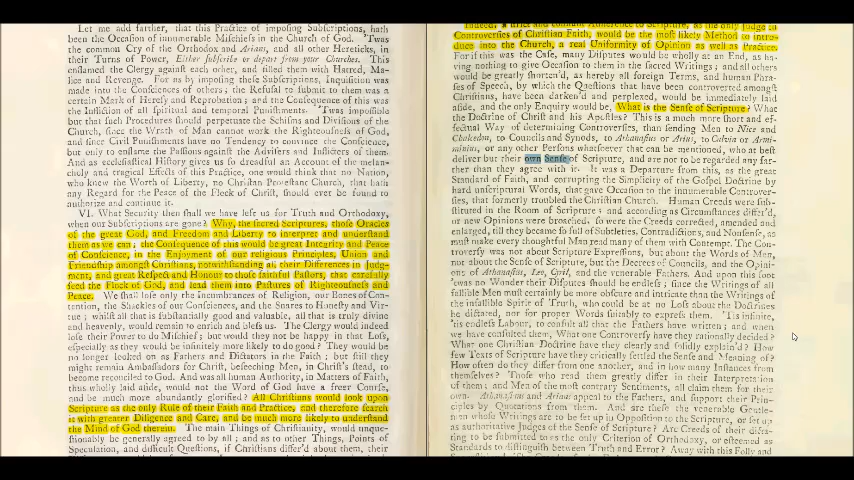 Let me add farther, that this Practice of imposing Subscriptions, hath
been the Occasion of innumerable Mischiefs in the Church of God. 'Twas
the common Cry of the Orthodox and Arians, and all other Hereticks, in
their Turns of Power, Either subscribe or depart from your Churches. This
enflamed the Clergy against each other, and filled them with Hatred, Ma-
lice and Revenge. For as by imposing these Subscriptions, Inquisition was
made into the Consciences of others; the Refusal to submit to them was a
certain Mark of Heresy and Reprobation; and the Consequence of this was
the Infliction of all spiritual and temporal Punishments. 'Twas impossible
but that such Procedures should perpetuate the Schisms and Divisions of the
Church, since the Wrath of Man cannot work the Righteousness of God,
and since Civil Punishments have no Tendency to convince the Conscience,
but only to enflame the Passions against the Advisers and Inflicters of them.
And as ecclesiastical History gives us so dreadful an Account of the melan-
choly and tragical Effects of this Practice, one would think that no Nation,
who knew the Worth of Liberty, no Christian Protestant Church, that hath
any Regard for the Peace of the Flock of Christ, should ever be found to
authorize and continue it.
VI. What Security then shall we have left us for Truth and Orthodoxy,
when our Subscriptions are gone? Why, the sacred Scriptures, those Oracles
of the great God, and Freedom and Liberty to interpret and understand
them as we can; the Consequence of this would be great Integrity and Peace
of Conscience, in the Enjoyment of our religious Principles, Union and
Friendship amongst Christians, notwithstanding all their Differences in Judg-
ment, and great Respect and Honour to those faithful Pastors, that carefully
feed the Flock of God, and lead them into Pastures of Righteousness and
Peace. We shall lose only the Incumbrances of Religion, our Bones of Con-
tention, the Shackles of our Consciences, and the Snares to Honesty and Vir-
tue; whilst all that is substantially good and valuable, all that is truly divine
and heavenly, would remain to enrich and bless us. The Clergy would indeed
lose their Power to do Mischief; but would they not be happy in that Loss,
especially as they would be infinitely more likely to do good? They would be
no longer looked on as Fathers and Dictators in the Faith; but still they
might remain Ambassadors for Christ, beseeching Men, in Christ's stead, to
become reconciled to God. And was all human Authority, in Matters of Faith,
thus wholly laid aside, would not the Word of God have a freer Course,
and be much more abundantly glorified? All Christians would look upon
Scripture as the only Rule of their Faith and Practice, and therefore search
it with greater Diligence and Care, and be much more likely to understand
the Mind of God therein. The main Things of Christianity would, unque-
stionably be generally agreed to by all; and as to other Things, Points of
Speculation, and difficult Questions, if Christians differ'd about them, their
Indeed, a strict and constant Adherence to Scripture, as the only Judge in
Controversies of Christian Faith, would be the most likely Method to intro-
duce into the Church, a real Uniformity of Opinion as well as Practice.
For if this was the Case, many Disputes would be wholly at an End, as ha-
ving nothing to give Occasion to them in the sacred Writings; and all others
would be greatly shorten'd, as hereby all foreign Terms, and human Phra-
ses of Speech, by which the Questions that have been controverted amongst
Christians, have been darken'd and perplexed, would be immediately laid
aside, and the only Enquiry would be, What is the Sense of Scripture? What
the Doctrine of Christ and his Apostles? This is a much more short and ef-
fectual Way of determining Controversies, than sending Men to Nice and
Chalcedon, to Councils and Synods, to Athanasius or Arius, to Calvin or Armi-
minius, or any other Persons whatsoever that can be mentioned, who at best
deliver but their own Sense of Scripture, and are not to be regarded any far-
ther than they agree with it. It was a Departure from this, as the great
Standard of Faith, and corrupting the Simplicity of the Gospel Doctrine by
hard unscriptural Words, that gave Occasion to the innumerable Controver-
sies, that formerly troubled the Christian Church. Human Creeds were sub-
stituted in the Room of Scripture; and according as Circumstances differ'd,
or new Opinions were broached, so were the Creeds corrected, amended and
enlarged, till they became so full of Subtleties, Contradictions, and Nonsense, as
must make every thoughtful Man read many of them with Contempt. The Con-
troversy was not about Scripture Expressions, but about the Words of Men,
not about the Sense of Scripture, but the Decrees of Councils, and the Opini-
ons of Athanasius, Leo, Cyril, and the venerable Fathers. And upon this foot
'twas no Wonder their Disputes should be endless; since the Writings of all
fallible Men must certainly be more obscure and intricate than the Writings of
the infallible Spirit of Truth, who could be at no Loss about the Doctrines
he dictated, nor for proper Words suitably to express them. 'Tis infinite,
'tis endless Labour, to consult all that the Fathers have written; and when
we have consulted them, What one Controversy have they rationally decided?
What one Christian Doctrine have they clearly and solidly explain'd? How
few Texts of Scripture have they critically settled the Sense and Meaning of?
How often do they differ from one another, and in how many Instances from
themselves? Those who read them greatly differ in their Interpretation
of them; and Men of the most contrary Sentiments, all claim them for their
own. Athanasius and Arians appeal to the Fathers, and support their Prin-
ciples by Quotations from them. And are these the venerable Gentle-
men whose Writings are to be set up in Opposition to the Scripture, or set up
as authoritative Judges of the Sense of Scripture? Are Creeds of their dicta-
ting to be submitted to as the only Criterion of Orthodoxy, or esteemed as
Standards to distinguish between Truth and Error? Away with this Folly and